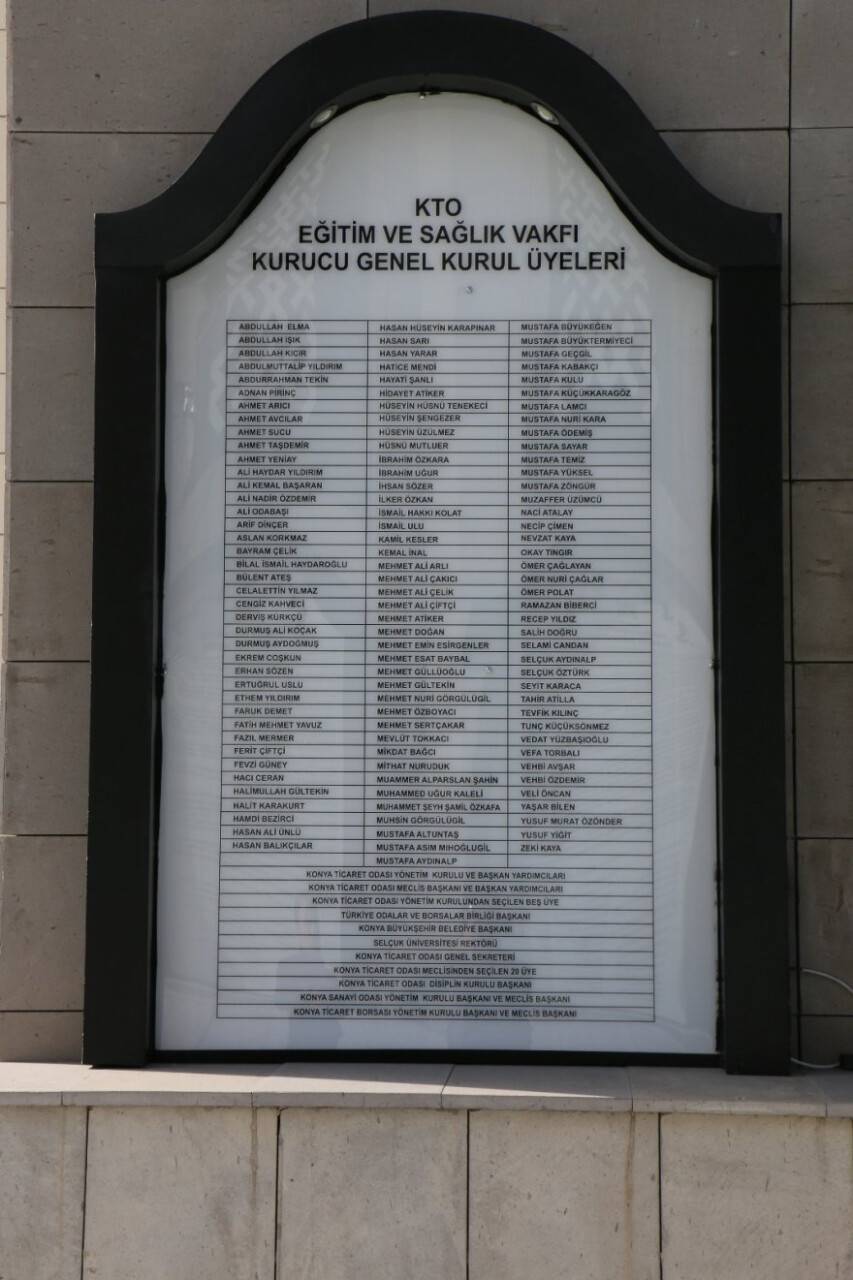 KTO
EĞİTİM VE SAĞLIK VAKFI
KURUCU GENEL KURUL ÜYELERİ
ABDULLAH ELMA HASAN HÜSEYİN KARAPINAR MUSTAFA BÜYÜKEĞEN
ABDULLAH IŞIK HASAN SARI MUSTAFA BÜYÜKTERMİYECİ
ABDULLAH KICIR HASAN YARAR MUSTAFA GEÇGİL
ABDULMUTTALİP YILDIRIM HATİCE MENDİ MUSTAFA KABAKÇI
ABDURRAHMAN TEKİN HAYATİ ŞANLI MUSTAFA KULU
ADNAN PİRİNÇ HİDAYET ATİKER MUSTAFA KÜÇÜKKARAGÖZ
AHMET ARICI HÜSEYİN HÜSNÜ TENEKECİ MUSTAFA LAMCI
AHMET AVCILAR HÜSEYİN ŞENGEZER MUSTAFA NURİ KARA
AHMET SUCU HÜSEYİN ÜZÜLMEZ MUSTAFA ÖDEMİŞ
AHMET TAŞDEMİR HÜSNÜ MUTLUER MUSTAFA SAYAR
AHMET YENİAY İBRAHİM ÖZKARA MUSTAFA TEMİZ
ALİ HAYDAR YILDIRIM İBRAHİM UĞUR MUSTAFA YÜKSEL
ALİ KEMAL BAŞARAN İHSAN SÖZER MUSTAFA ZÖNGÜR
ALİ NADİR ÖZDEMİR İLKER ÖZKAN MUZAFFER ÜZÜMCÜ
ALİ ODABAŞI İSMAİL HAKKI KOLAT NACİ ATALAY
ARİF DİNÇER İSMAİL ULU NECİP ÇİMEN
ASLAN KORKMAZ KAMİL KESLER NEVZAT KAYA
BAYRAM ÇELİK KEMAL İNAL OKAY TINGIR
BİLAL İSMAİL HAYDAROĞLU MEHMET ALİ ARLI ÖMER ÇAĞLAYAN
BÜLENT ATEŞ MEHMET ALİ ÇAKICI ÖMER NURİ ÇAĞLAR
CELALETTİN YILMAZ MEHMET ALİ ÇELİK ÖMER POLAT
CENGİZ KAHVECİ MEHMET ALİ ÇİFTÇİ RAMAZAN BİBERCİ
DERVİŞ KÜRKÇÜ MEHMET ATİKER RECEP YILDIZ
DURMUŞ ALİ KOÇAK MEHMET DOĞAN SALİH DOĞRU
DURMUŞ AYDOĞMUŞ MEHMET EMİN ESİRGENLER SELAMİ CANDAN
EKREM COŞKUN MEHMET ESAT BAYBAL SELÇUK AYDINALP
ERHAN SÖZEN MEHMET GÜLLÜOĞLU SELÇUK ÖZTÜRK
ERTUĞRUL USLU MEHMET GÜLTEKİN SEYİT KARACA
ETHEM YILDIRIM MEHMET NURİ GÖRGÜLÜGİL TAHİR ATİLLA
FARUK DEMET MEHMET ÖZBOYACI TEVFİK KILINÇ
FATİH MEHMET YAVUZ MEHMET SERTÇAKAR TUNÇ KÜÇÜKSONMEZ
FAZIL MERMER MEVLÜT TOKKACI VEDAT YÜZBAŞIOĞLU
FERİT ÇİFTÇİ MİKDAT BAĞCI VEFA TORBALI
FEVZİ GÜNEY MİTHAT NURUDUK VEHBİ AVŞAR
HACI CERAN MUAMMER ALPARSLAN ŞAHİN VEHBİ ÖZDEMİR
HALİMULLAH GÜLTEKİN MUHAMMED UĞUR KALELİ VELİ ÖNCAN
HALİT KARAKURT MUHAMMET ŞEYH ŞAMİL ÖZKAFA YAŞAR BİLEN
HAMDİ BEZİRCİ MUHSİN GÖRGÜLÜGİL YUSUF MURAT ÖZÖNDER
HASAN ALİ ÜNLÜ MUSTAFA ALTUNTAŞ YUSUF YİĞİT
HASAN BALIKÇILAR MUSTAFA ASIM MIHOĞLUGİL ZEKİ KAYA
MUSTAFA AYDINALP
KONYA TİCARET ODASI YÖNETİM KURULU VE BAŞKAN YARDIMCILARI
KONYA TİCARET ODASI MECLİS BAŞKANI VE BAŞKAN YARDIMCILARI
KONYA TİCARET ODASI YÖNETİM KURULUNDAN SEÇİLEN BEŞ ÜYE
TÜRKİYE ODALAR VE BORSALAR BİRLİĞİ BAŞKANI
KONYA BÜYÜKŞEHİR BELEDİYE BAŞKANI
SELÇUK ÜNİVERSİTESİ REKTÖRÜ
KONYA TİCARET ODASI GENEL SEKRETERİ
KONYA TİCARET ODASI MECLİSİNDEN SEÇİLEN 20 ÜYE
KONYA TİCARET ODASI DİSİPLİN KURULU BAŞKANI
KONYA SANAYİ ODASI YÖNETİM KURULU BAŞKANI VE MECLİS BAŞKANI
KONYA TİCARET BORSASI YÖNETİM KURULU BAŞKANI VE MECLİS BAŞKANI